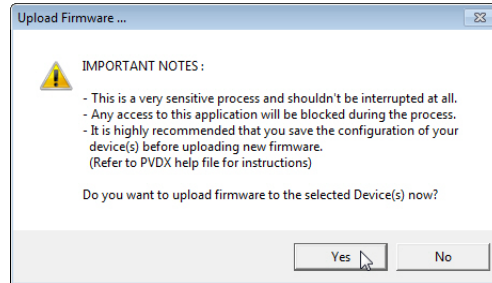 Upload Firmware ...
IMPORTANT NOTES :
- This is a very sensitive process and shouldn't be interrupted at all.
- Any access to this application will be blocked during the process.
- It is highly recommended that you save the configuration of your
device(s) before uploading new firmware.
(Refer to PVDX help file for instructions)
Do you want to upload firmware to the selected Device(s) now?
Yes No